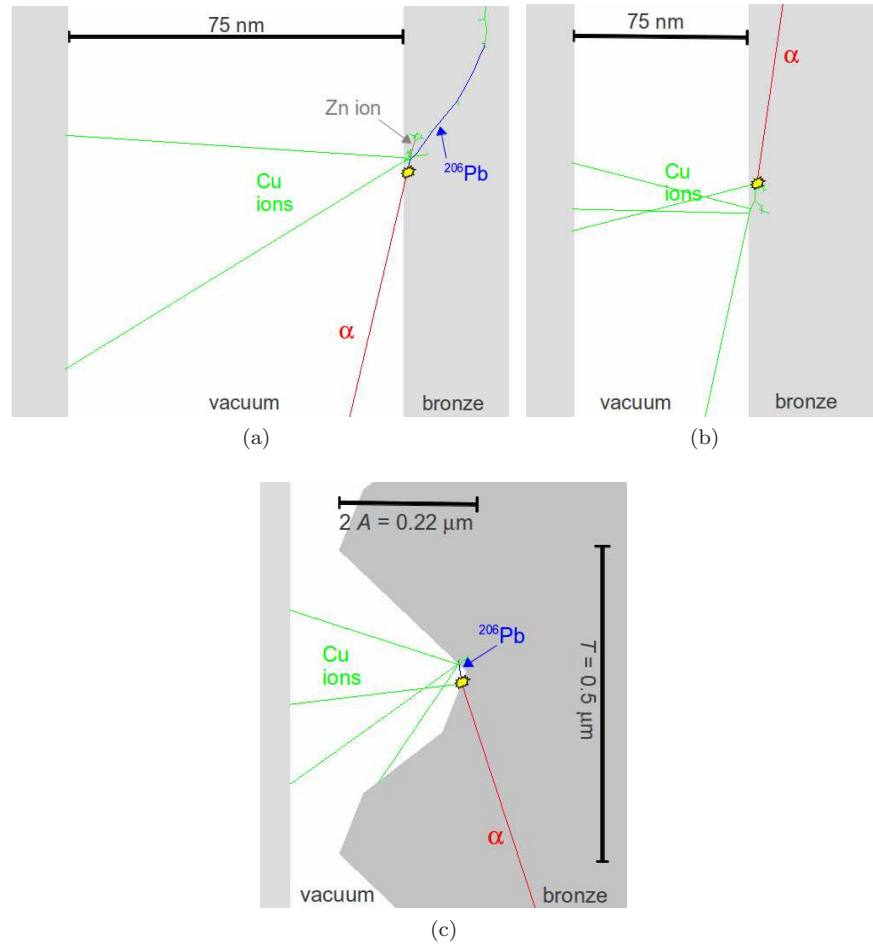 75 nm
Zn ion
²⁰⁶Pb
Cu
ions
α
vacuum
bronze
(a)
75 nm
α
Cu
ions
vacuum
bronze
(b)
2 A = 0.22 μm
²⁰⁶Pb
Cu
ions
T = 0.5 μm
α
vacuum
bronze
(c)